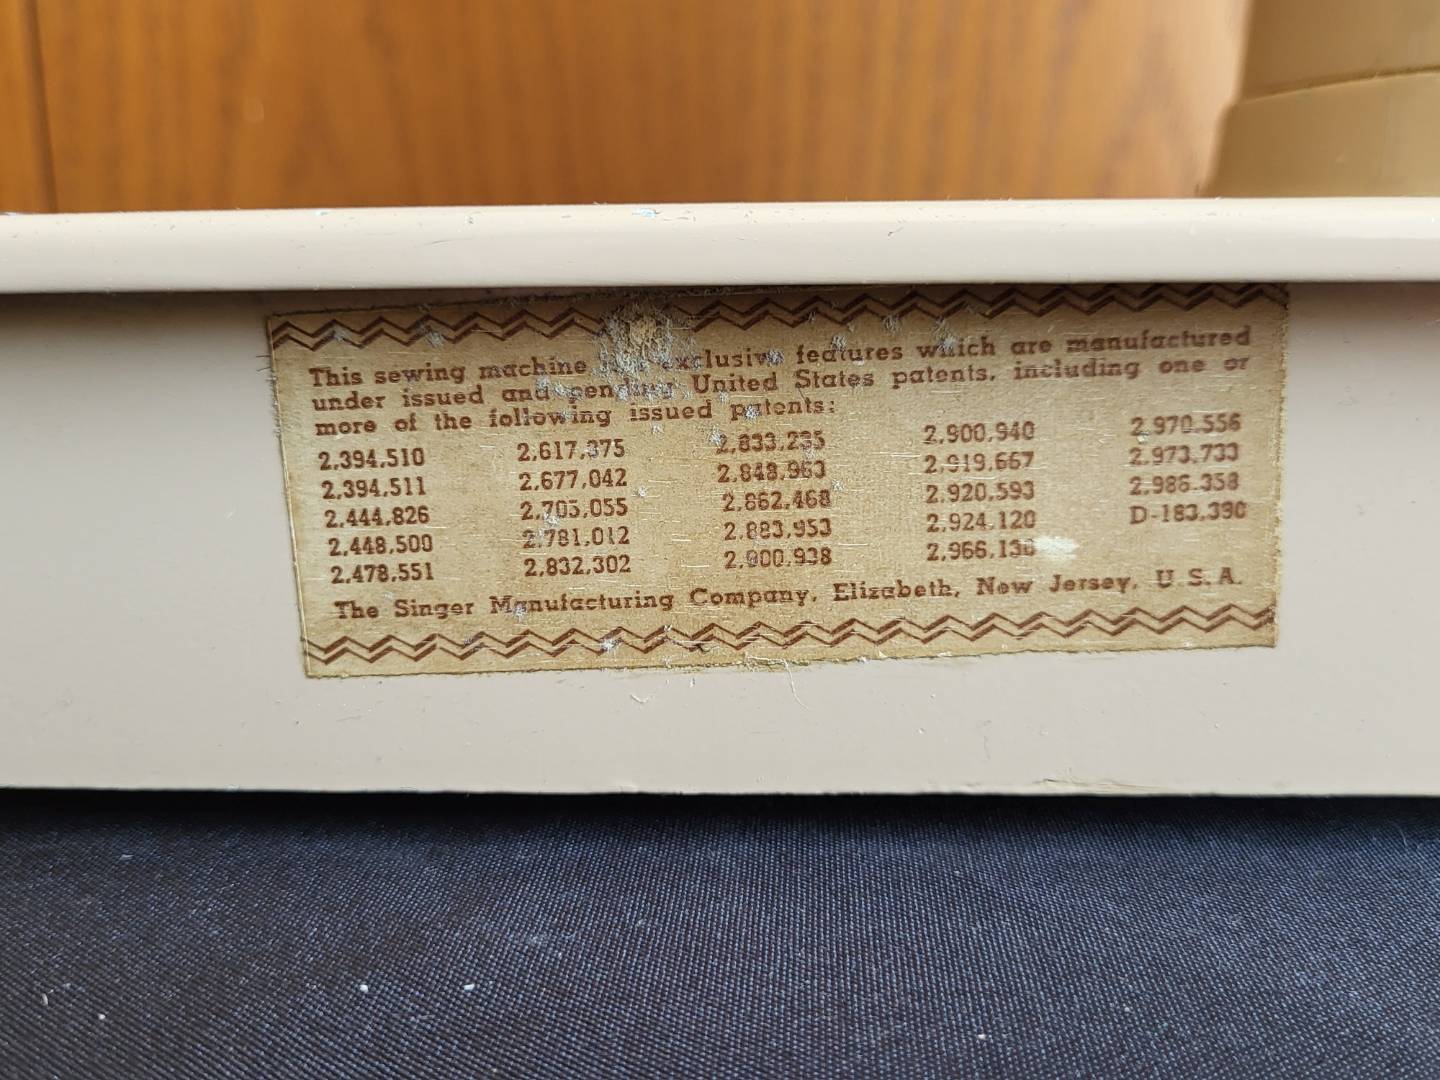 This sewing machine exclusive features which are manufactured
under issued and pending United States patents, including one or
more of the following issued patents:
2,394,510 2,617,375 2,833,235 2,900,940 2,970,556
2,394,511 2,677,042 2,848,963 2,919,667 2,973,733
2,444,826 2,705,055 2,862,468 2,920,593 2,986,358
2,448,500 2,781,012 2,883,953 2,924,120 D-183,390
2,478,551 2,832,302 2,900,938
The Singer Manufacturing Company, Elizabeth, New Jersey, U.S.A.